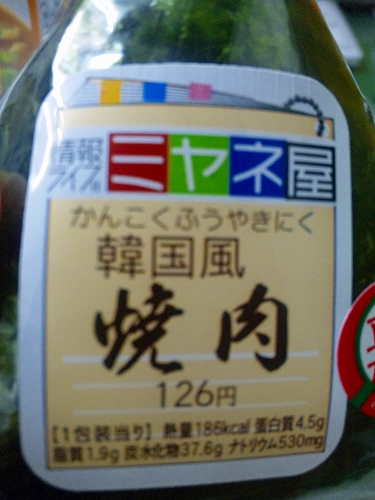 情報
ライブ
ミヤネ屋
かんこくふうやきにく
韓国風
焼肉
126円
【1包装当り】 熱量186kcal 蛋白質4.5g
脂質1.9g 炭水化物37.6g ナトリウム530mg